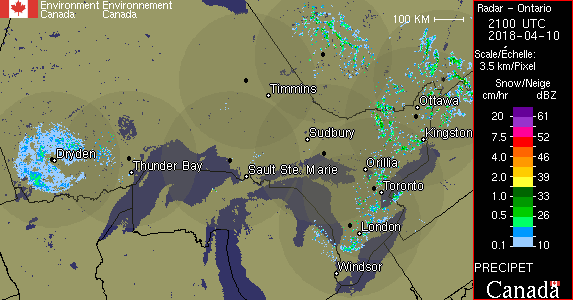 Environment Environnement
Canada Canada
100 KM
Timmins
Ottawa
Sudbury
Kingston
Dryden
Thunder Bay
Sault Ste. Marie
Orillia
Toronto
London
Windsor
Radar - Ontario
2100 UTC
2018-04-10
Scale/Échelle:
3.5 km/Pixel
Snow/Neige
cm/hr dBZ
20 61
7.5 52
4.0 46
2.0 39
1.0 33
0.5 26
0.1 10
PRECIPET
Canada